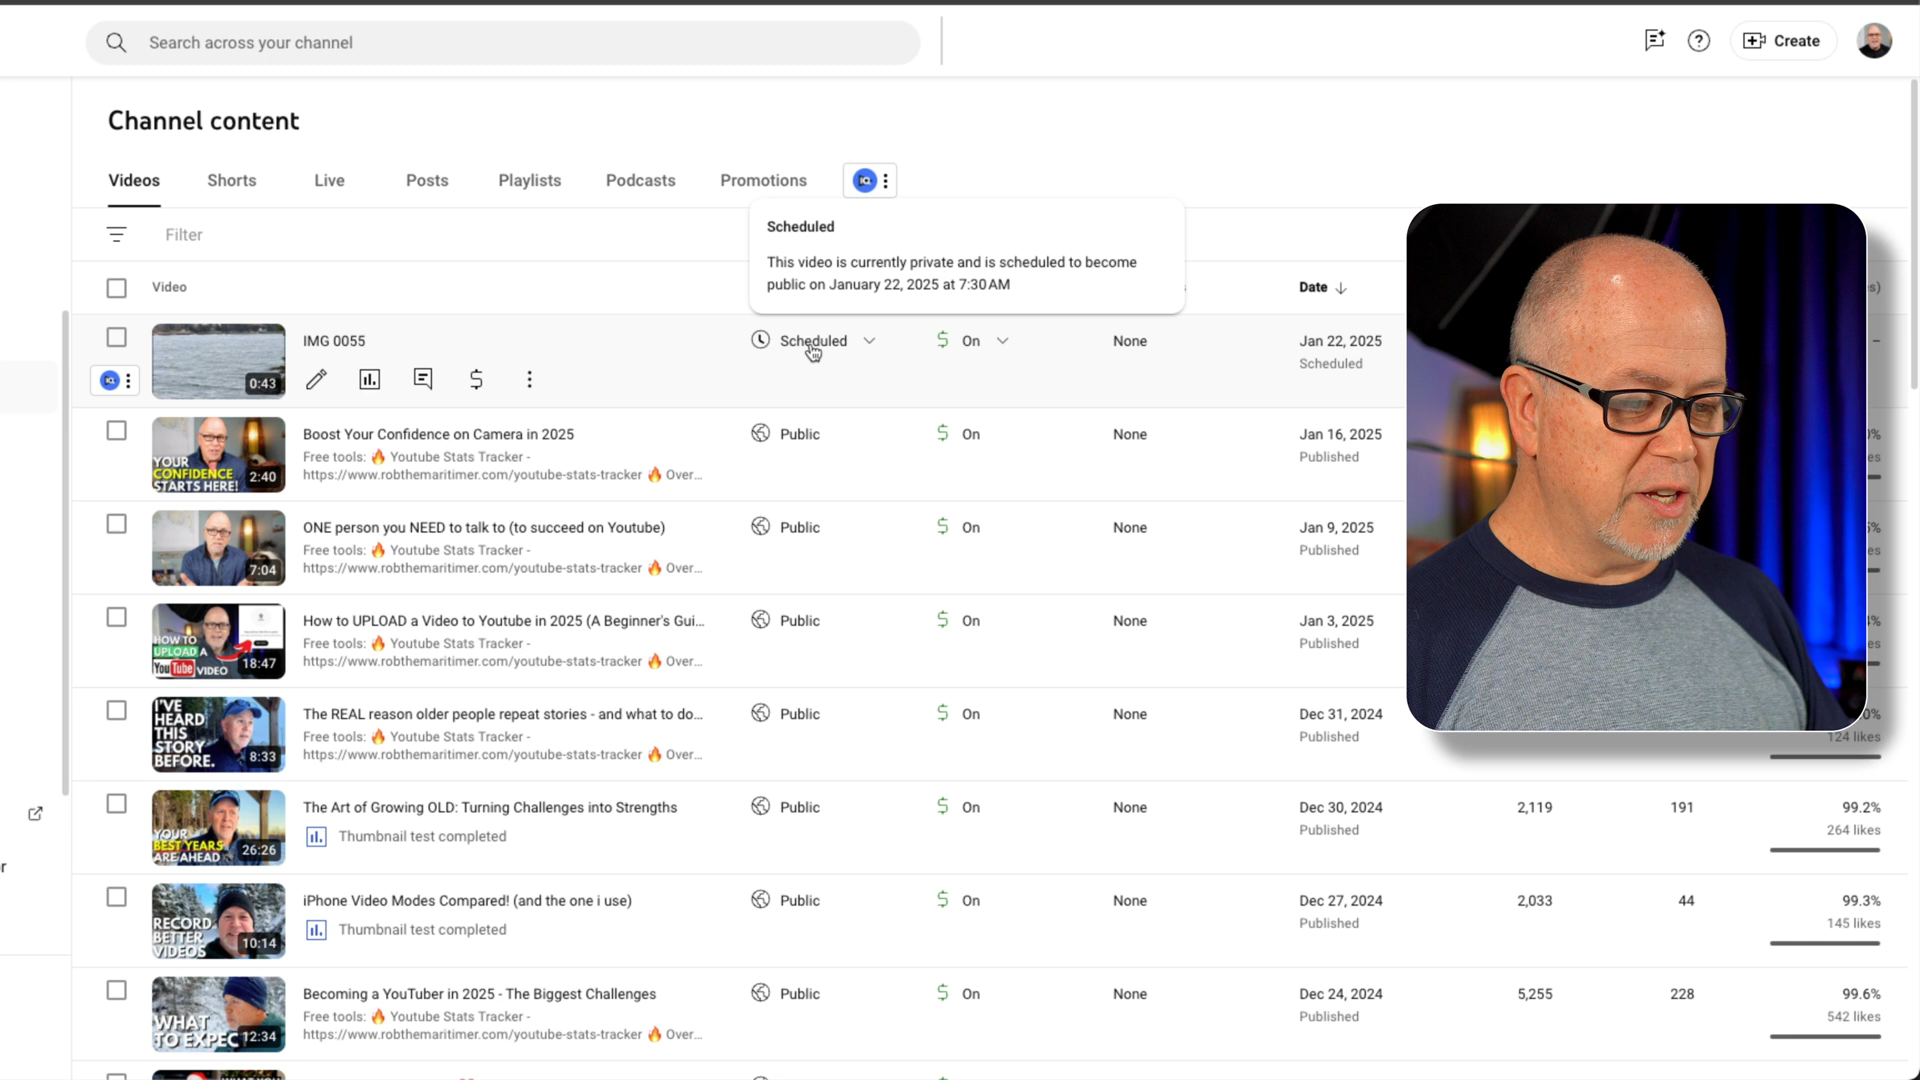 Search across your channel
Create
Channel content
Videos Shorts Live Posts Playlists Podcasts Promotions
Filter
Scheduled
This video is currently private and is scheduled to become
public on January 22, 2025 at 7:30 AM
Video
Date
IMG 0055
Scheduled
On
None
Jan 22, 2025
Scheduled
0:43
Boost Your Confidence on Camera in 2025
Free tools: 🔥 Youtube Stats Tracker -
https://www.robthemaritimer.com/youtube-stats-tracker 🔥 Over...
Public
On
None
Jan 16, 2025
Published
YOUR
CONFIDENCE
STARTS HERE!
2:40
ONE person you NEED to talk to (to succeed on Youtube)
Free tools: 🔥 Youtube Stats Tracker -
https://www.robthemaritimer.com/youtube-stats-tracker 🔥 Over...
Public
On
None
Jan 9, 2025
Published
7:04
How to UPLOAD a Video to Youtube in 2025 (A Beginner's Gui...
Free tools: 🔥 Youtube Stats Tracker -
https://www.robthemaritimer.com/youtube-stats-tracker 🔥 Over...
Public
On
None
Jan 3, 2025
Published
HOW TO
UPLOAD A
YouTube VIDEO
18:47
The REAL reason older people repeat stories - and what to do...
Free tools: 🔥 Youtube Stats Tracker -
https://www.robthemaritimer.com/youtube-stats-tracker 🔥 Over...
Public
On
None
Dec 31, 2024
Published
124 likes
I'VE
HEARD
THIS
STORY
BEFORE.
8:33
The Art of Growing OLD: Turning Challenges into Strengths
Thumbnail test completed
Public
On
None
Dec 30, 2024
Published
2,119
191
99.2%
264 likes
YOUR
BEST YEARS
ARE AHEAD
26:26
iPhone Video Modes Compared! (and the one i use)
Thumbnail test completed
Public
On
None
Dec 27, 2024
Published
2,033
44
99.3%
145 likes
RECORD
BETTER
VIDEOS
10:14
Becoming a YouTuber in 2025 - The Biggest Challenges
Free tools: 🔥 Youtube Stats Tracker -
https://www.robthemaritimer.com/youtube-stats-tracker 🔥 Over...
Public
On
None
Dec 24, 2024
Published
5,255
228
99.6%
542 likes
WHAT
TO EXPEC
12:34